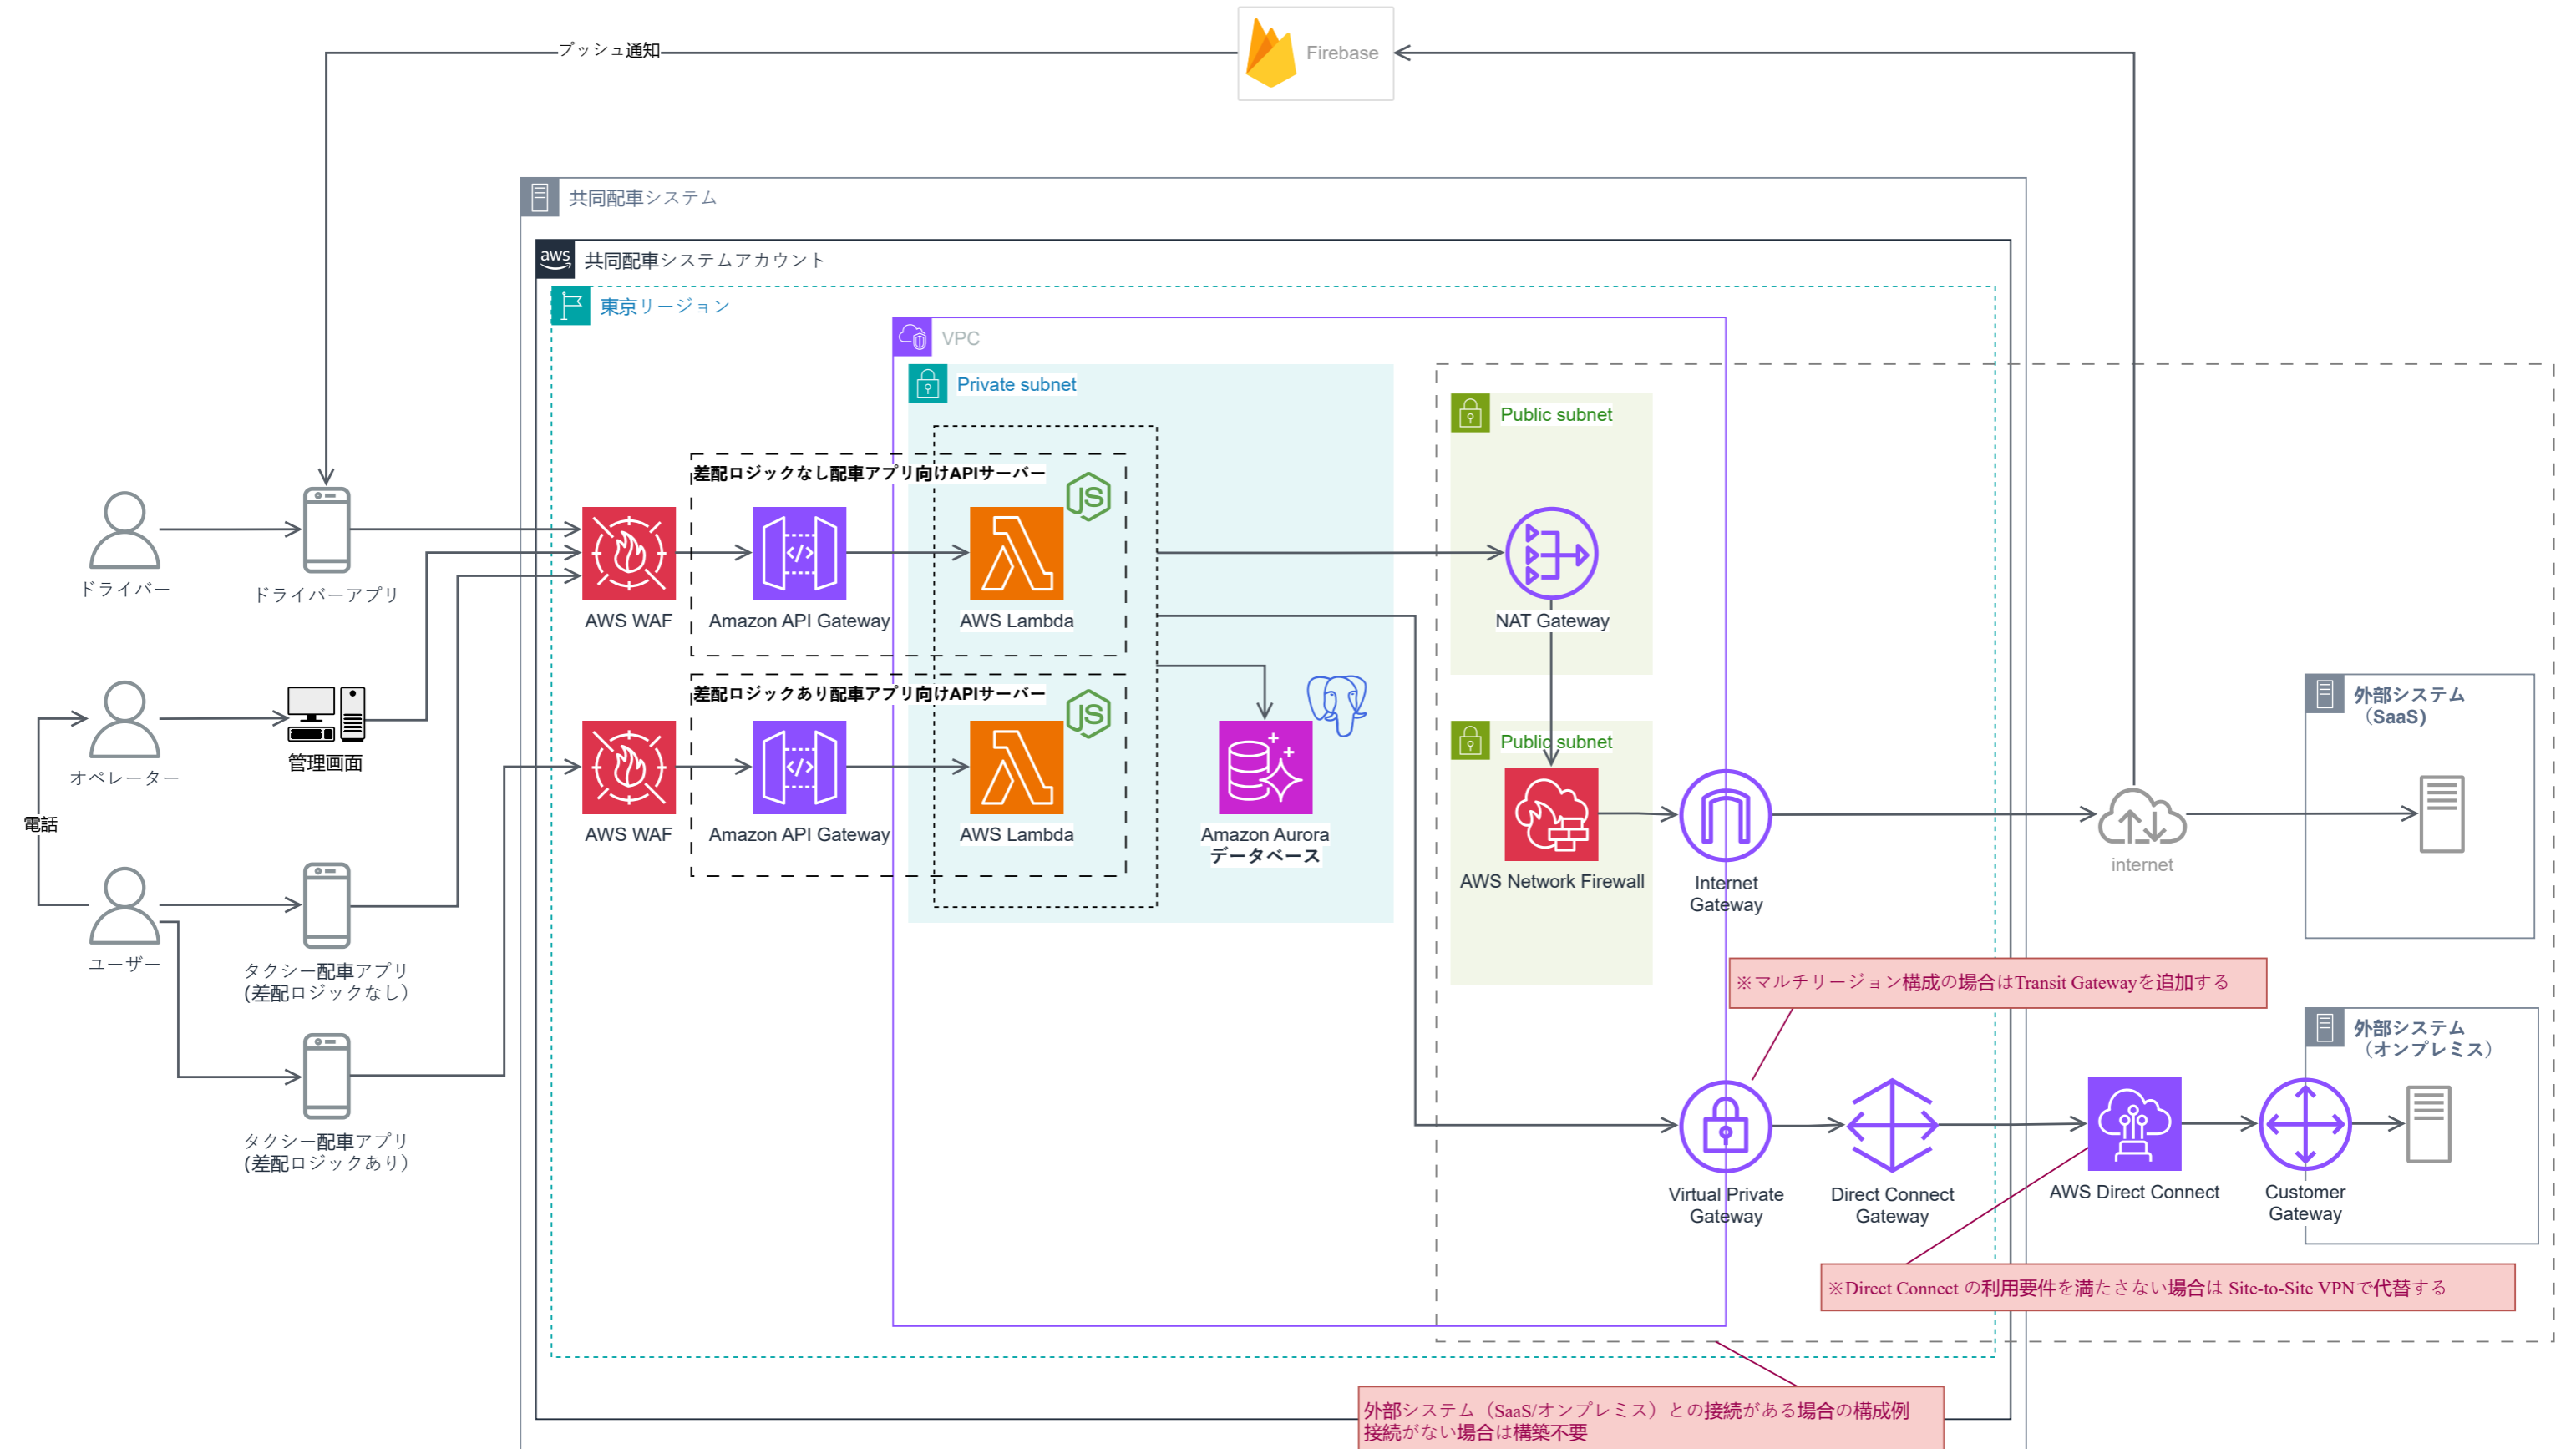 プッシュ通知
Firebase
共同配車システム
aws
共同配車システムアカウント
東京リージョン
VPC
Private subnet
Public subnet
差配ロジックなし配車アプリ向けAPIサーバー
JS
ドライバー
ドライバーアプリ
AWS WAF
Amazon API Gateway
AWS Lambda
NAT Gateway
差配ロジックあり配車アプリ向けAPIサーバー
JS
外部システム
（SaaS)
Public subnet
オペレーター
管理画面
電話
AWS WAF
Amazon API Gateway
AWS Lambda
Amazon Aurora
データベース
AWS Network Firewall
Internet
Gateway
internet
ユーザー
タクシー配車アプリ
(差配ロジックなし）
※マルチリージョン構成の場合はTransit Gatewayを追加する
外部システム
（オンプレミス）
タクシー配車アプリ
(差配ロジックあり）
Virtual Private
Gateway
Direct Connect
Gateway
AWS Direct Connect
Customer
Gateway
※Direct Connect の利用要件を満たさない場合は Site-to-Site VPNで代替する
外部システム（SaaS/オンプレミス）との接続がある場合の構成例
接続がない場合は構築不要